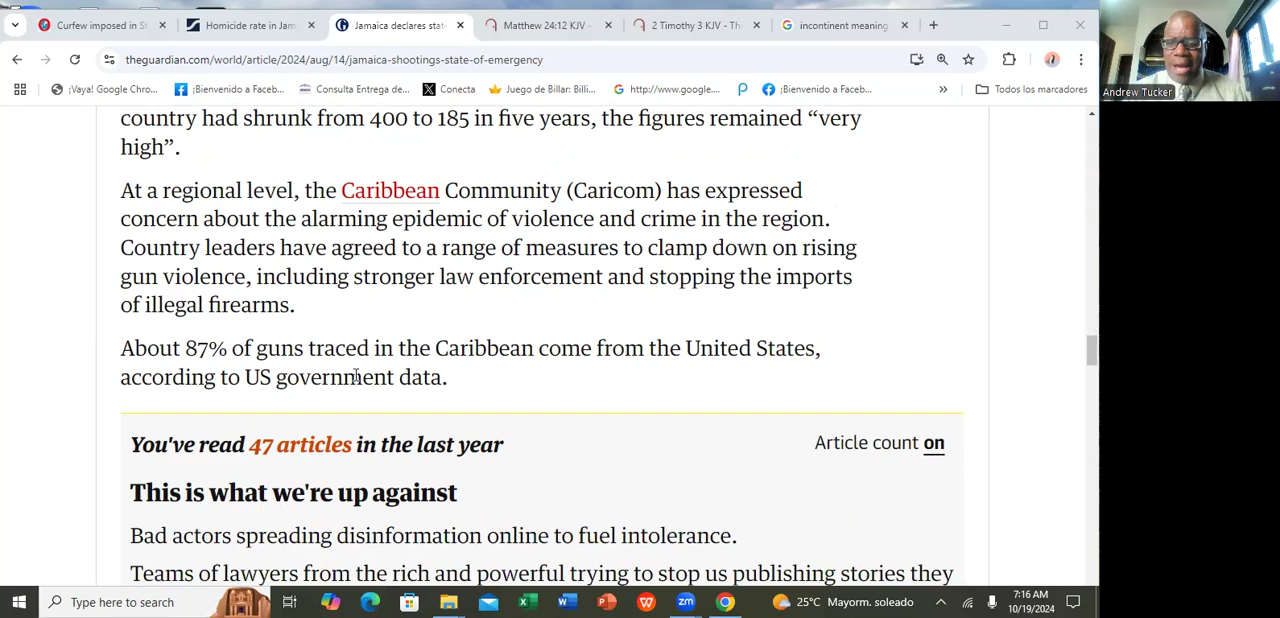 Curfew imposed in St
Homicide rate in Jam
Jamaica declares stat
Matthew 24:12 KJV -
2 Timothy 3 KJV - Th
incontinent meaning
theguardian.com/world/article/2024/aug/14/jamaica-shootings-state-emergency
¡Vaya! Google Chro...
¡Bienvenido a Faceb...
Consulta Entrega de...
Conecta
Juego de Billar: Billi...
http://www.google....
¡Bienvenido a Faceb...
»
Todos los marcadores
Andrew Tucker
country had shrunk from 400 to 185 in five years, the figures remained “very
high”.
At a regional level, the Caribbean Community (Caricom) has expressed
concern about the alarming epidemic of violence and crime in the region.
Country leaders have agreed to a range of measures to clamp down on rising
gun violence, including stronger law enforcement and stopping the imports
of illegal firearms.
About 87% of guns traced in the Caribbean come from the United States,
according to US government data.
You've read 47 articles in the last year
Article count on
This is what we're up against
Bad actors spreading disinformation online to fuel intolerance.
Teams of lawyers from the rich and powerful trying to stop us publishing stories they
Type here to search
zm
25°C Mayorm. soleado
7:16 AM
10/19/2024